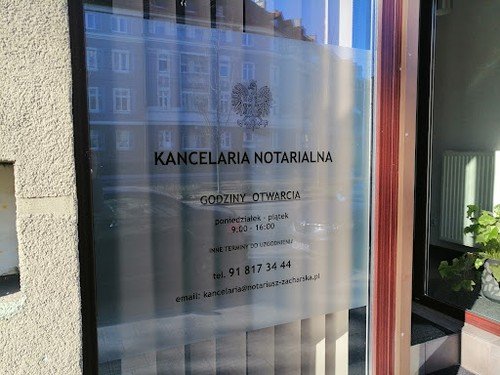 KANCELARIA NOTARIALNA
GODZINY OTWARCIA
poniedziałek - piątek
9:00 - 16:00
INNE TERMINY DO UZGODNIENIA
tel. 91 817 34 44
email: kancelaria@notariusz-zacharska.pl